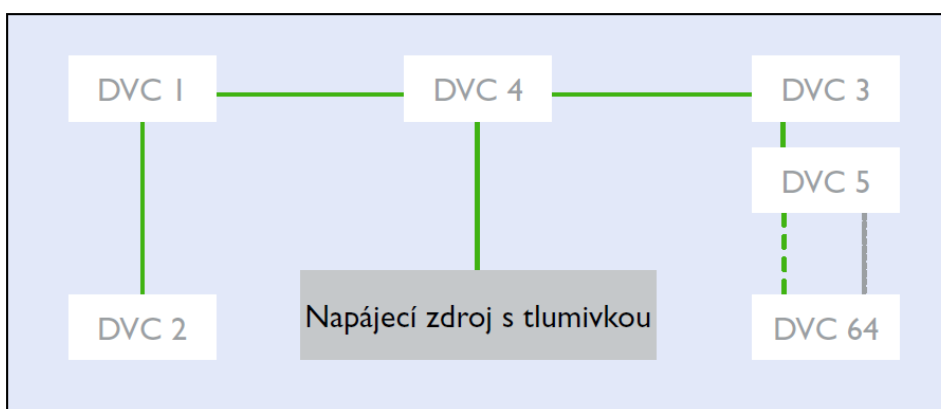 DVC 1
DVC 4
DVC 3
DVC 5
DVC 2
Napájecí zdroj s tlumivkou
DVC 64